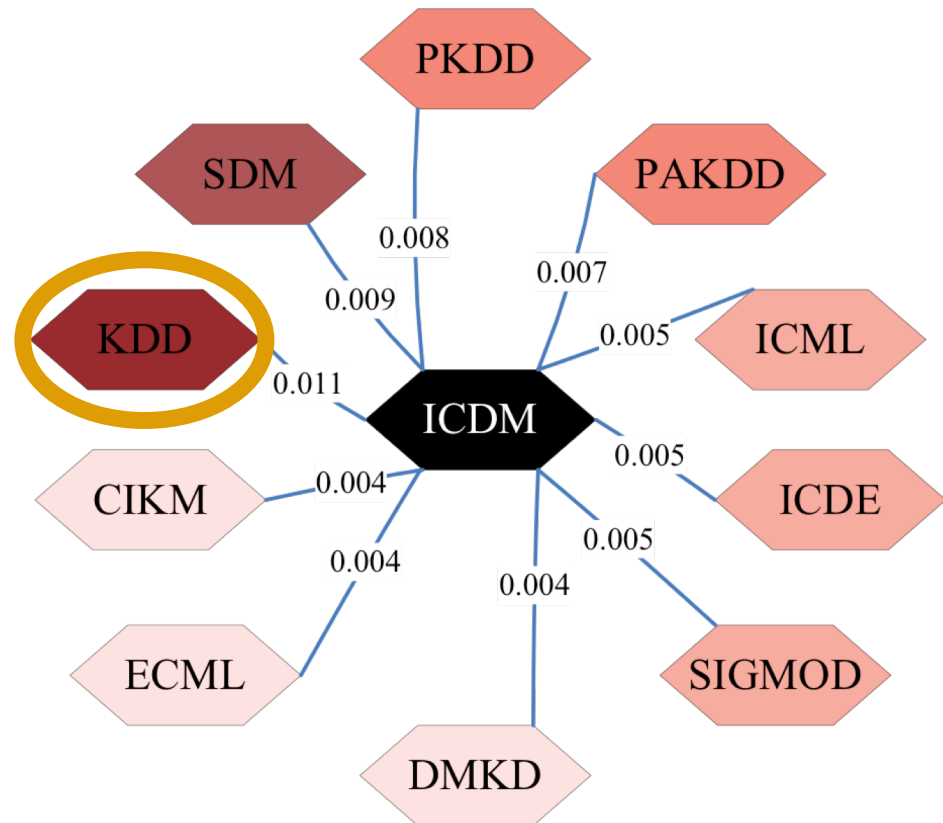 PKDD
SDM
PAKDD
0.008
0.007
0.009
KDD
0.005
ICML
0.011
ICDM
0.005
CIKM
0.004
ICDE
0.005
0.004
0.004
ECML
SIGMOD
DMKD